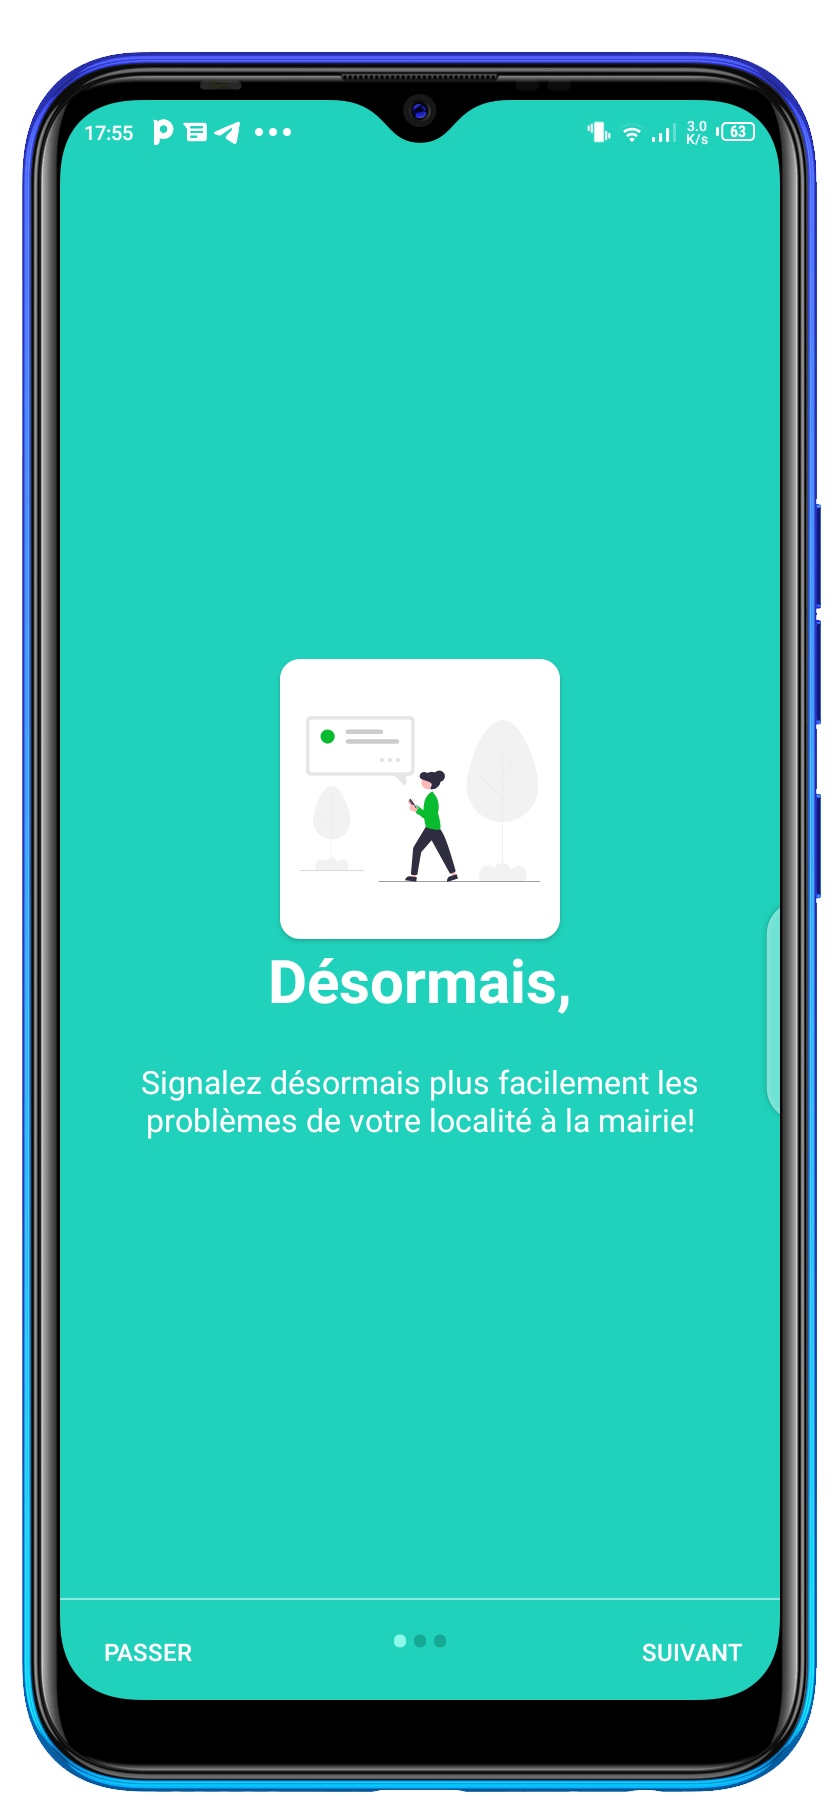 17:55
3.0
K/s
63
Désormais,
Signalez désormais plus facilement les
problèmes de votre localité à la mairie!
PASSER
SUIVANT